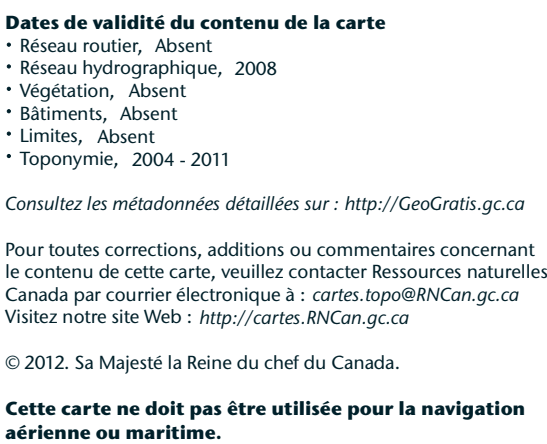 Dates de validité du contenu de la carte
• Réseau routier, Absent
• Réseau hydrographique, 2008
• Végétation, Absent
• Bâtiments, Absent
• Limites, Absent
• Toponymie, 2004 - 2011
Consultez les métadonnées détaillées sur : http://GeoGratis.gc.ca
Pour toutes corrections, additions ou commentaires concernant
le contenu de cette carte, veuillez contacter Ressources naturelles
Canada par courrier électronique à : cartes.topo@RNCan.gc.ca
Visitez notre site Web : http://cartes.RNCan.gc.ca
© 2012. Sa Majesté la Reine du chef du Canada.
Cette carte ne doit pas être utilisée pour la navigation
aérienne ou maritime.